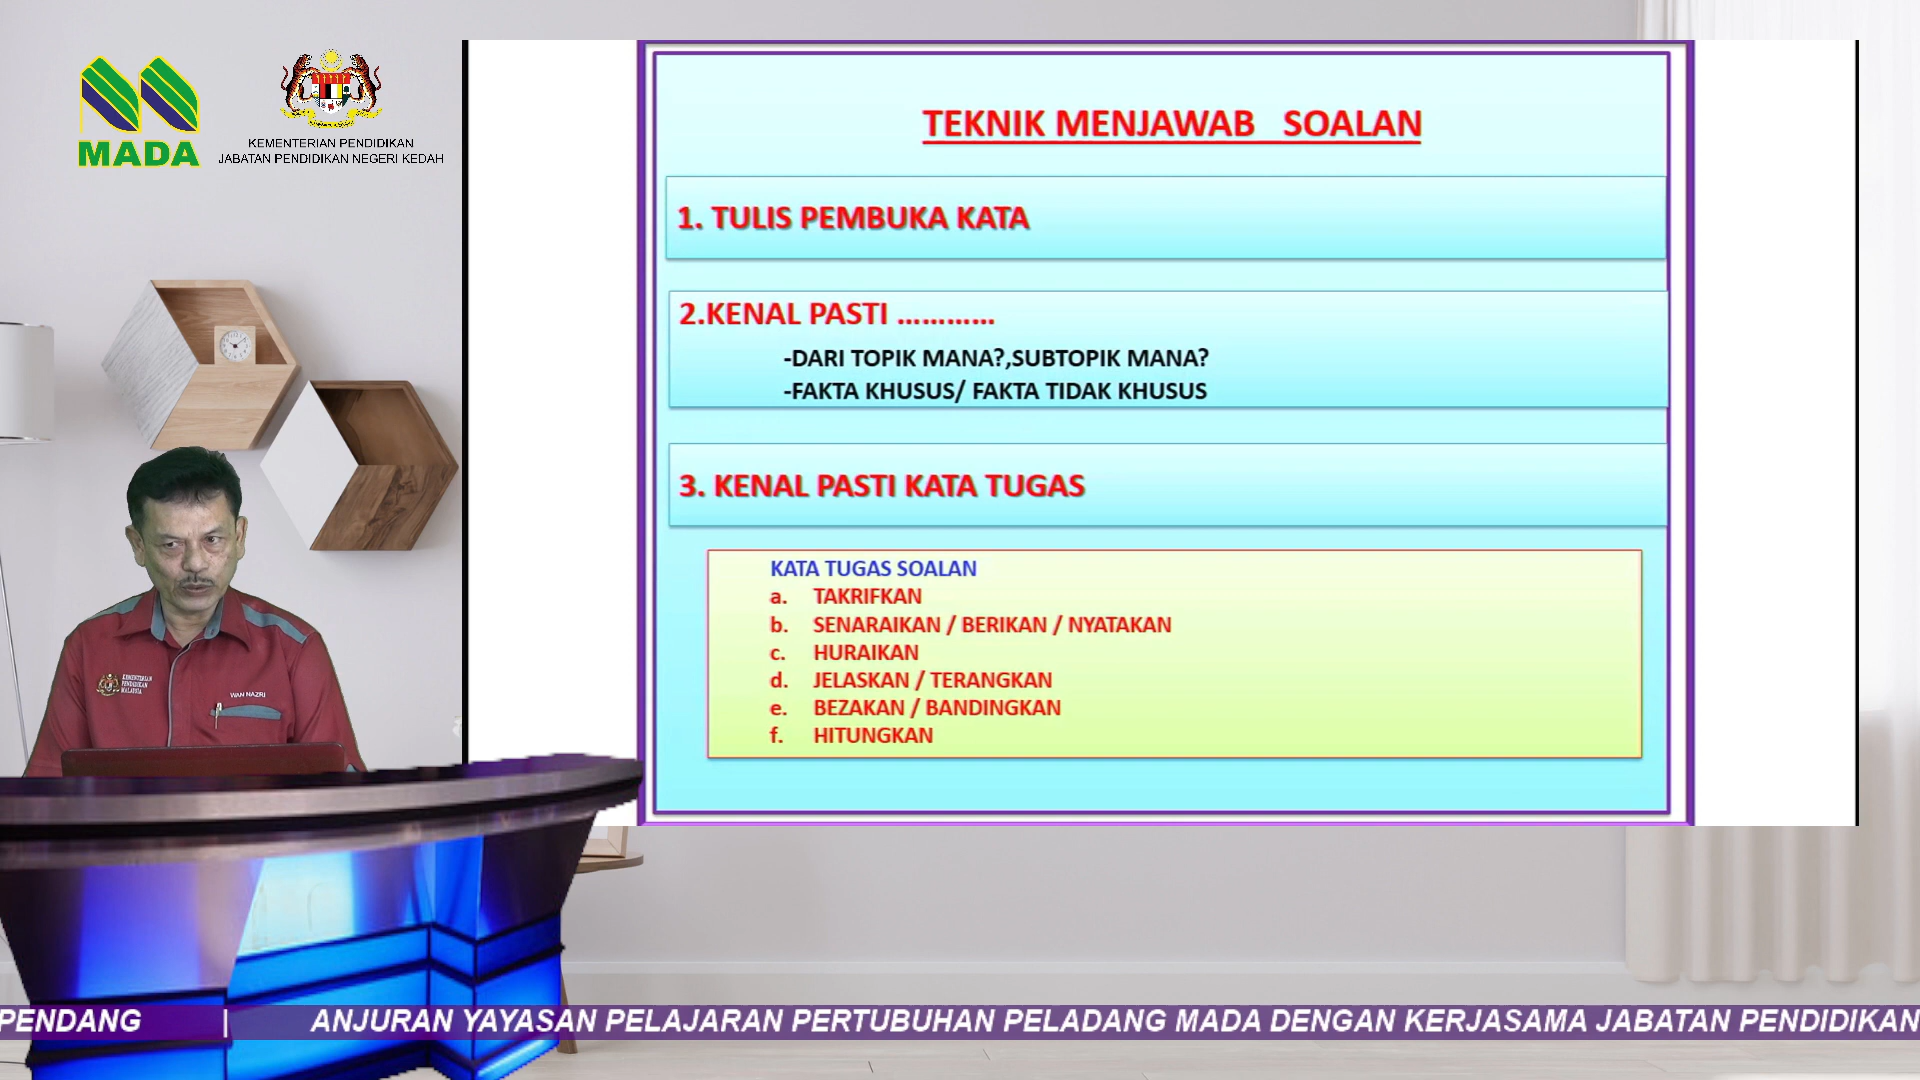 MADA
KEMENTERIAN PENDIDIKAN
JABATAN PENDIDIKAN NEGERI KEDAH
TEKNIK MENJAWAB SOALAN
1. TULIS PEMBUKA KATA
2.KENAL PASTI ............
-DARI TOPIK MANA?,SUBTOPIK MANA?
-FAKTA KHUSUS/ FAKTA TIDAK KHUSUS
3. KENAL PASTI KATA TUGAS
KATA TUGAS SOALAN
a. TAKRIFKAN
b. SENARAIKAN / BERIKAN / NYATAKAN
c. HURAIKAN
d. JELASKAN / TERANGKAN
e. BEZAKAN / BANDINGKAN
f. HITUNGKAN
KEMENTERIAN
PENDIDIKAN
MALAYSIA
WAN NAZRI
PENDANG | ANJURAN YAYASAN PELAJARAN PERTUBUHAN PELADANG MADA DENGAN KERJASAMA JABATAN PENDIDIKAN